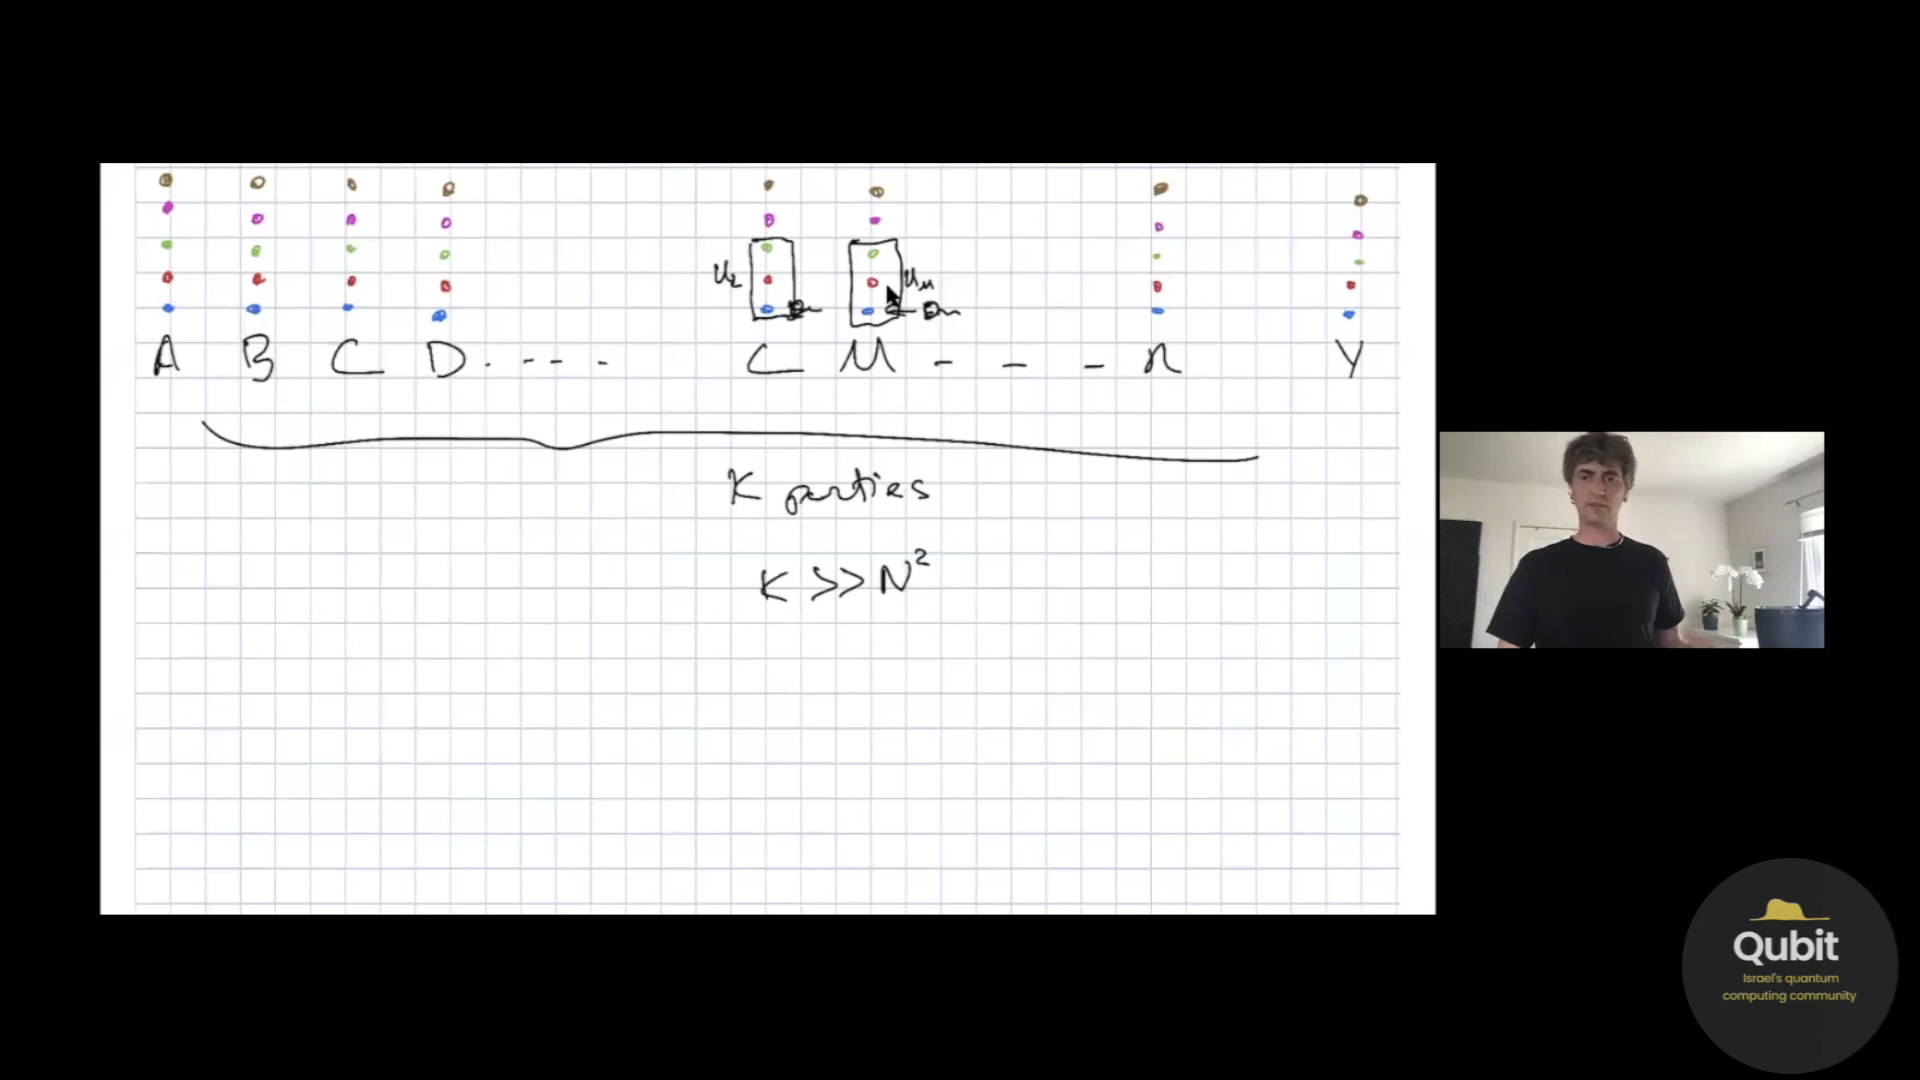 A B C D . - - - . C M - - - n Y
K parties
K >> N²
Qubit
Israel's quantum
computing community